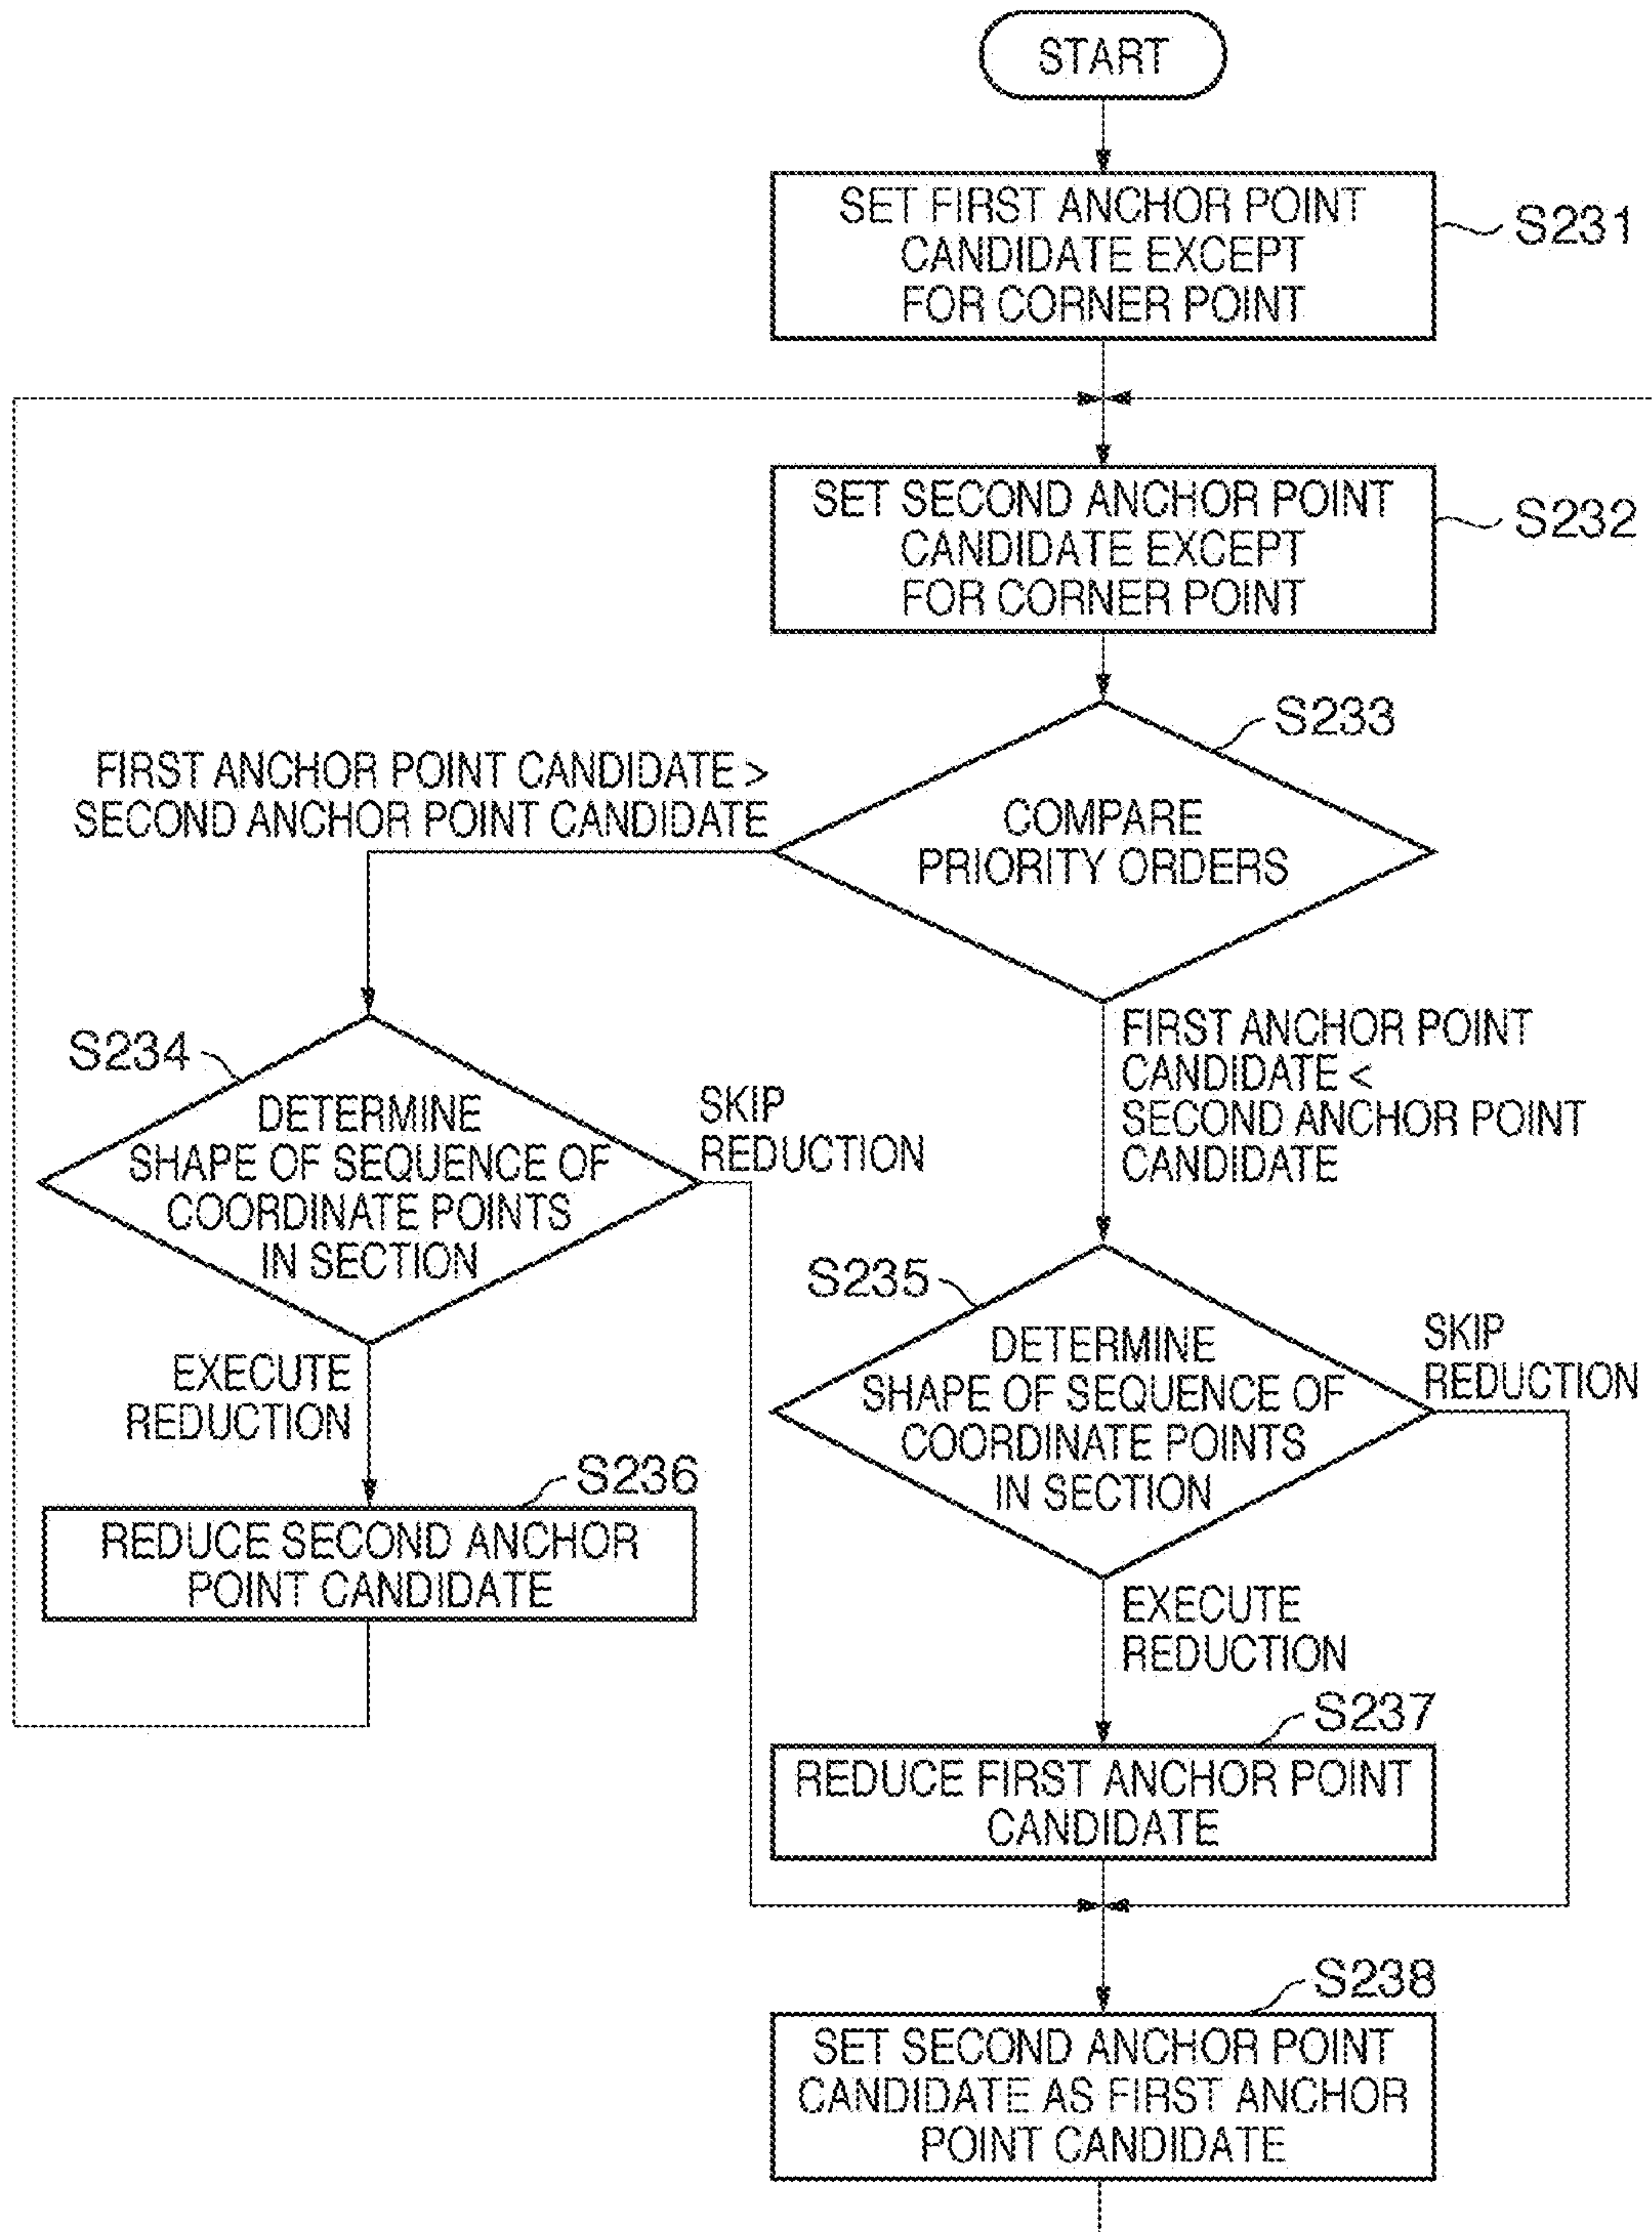 START
SET FIRST ANCHOR POINT
CANDIDATE EXCEPT
FOR CORNER POINT
S231
SET SECOND ANCHOR POINT
CANDIDATE EXCEPT
FOR CORNER POINT
S232
S233
COMPARE
PRIORITY ORDERS
FIRST ANCHOR POINT CANDIDATE >
SECOND ANCHOR POINT CANDIDATE
FIRST ANCHOR POINT
CANDIDATE <
SECOND ANCHOR POINT
CANDIDATE
S234
DETERMINE
SHAPE OF SEQUENCE OF
COORDINATE POINTS
IN SECTION
SKIP
REDUCTION
EXECUTE
REDUCTION
S235
DETERMINE
SHAPE OF SEQUENCE OF
COORDINATE POINTS
IN SECTION
SKIP
REDUCTION
EXECUTE
REDUCTION
S236
REDUCE SECOND ANCHOR
POINT CANDIDATE
S237
REDUCE FIRST ANCHOR POINT
CANDIDATE
S238
SET SECOND ANCHOR POINT
CANDIDATE AS FIRST ANCHOR
POINT CANDIDATE